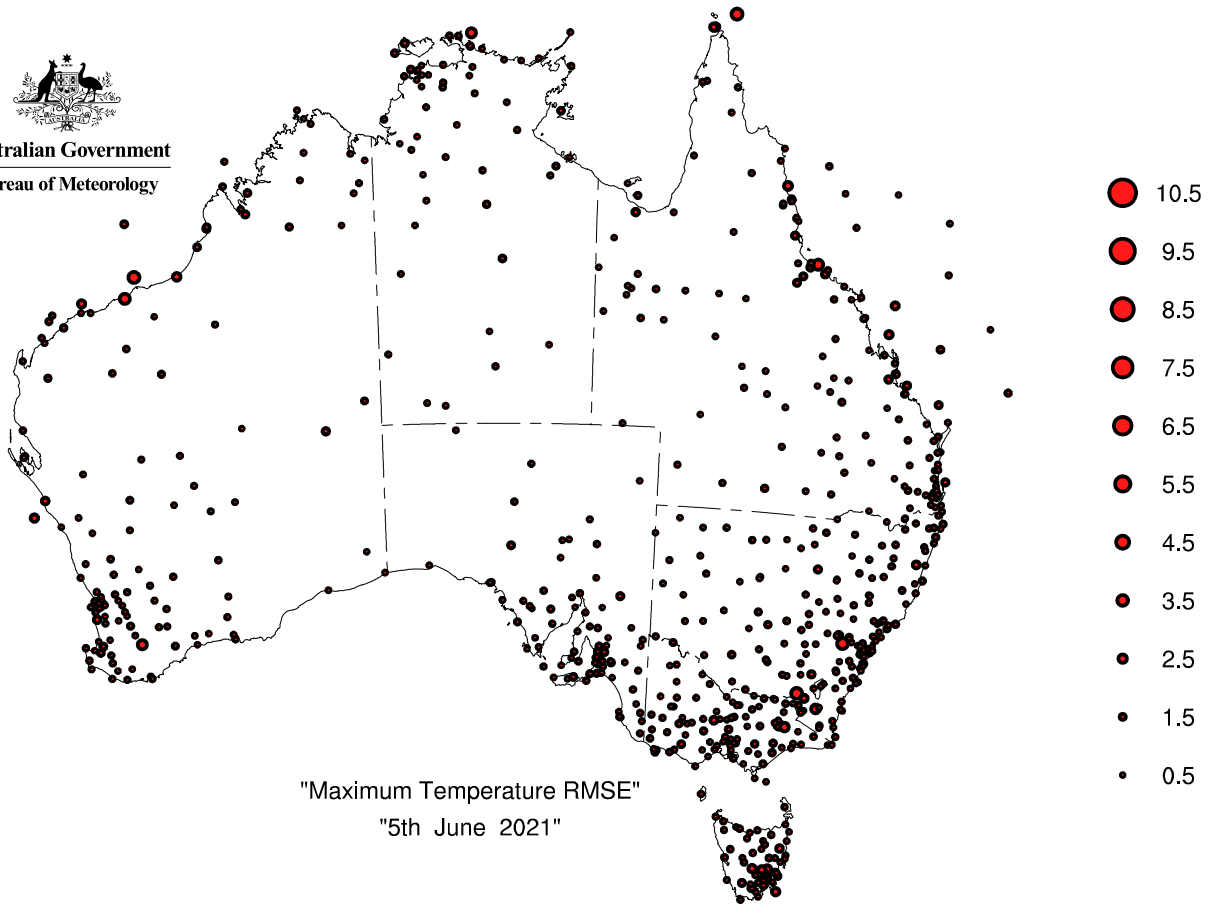 AUSTRALIA
tralian Government
reau of Meteorology
10.5
9.5
8.5
7.5
6.5
5.5
4.5
3.5
2.5
1.5
0.5
"Maximum Temperature RMSE"
"5th June 2021"